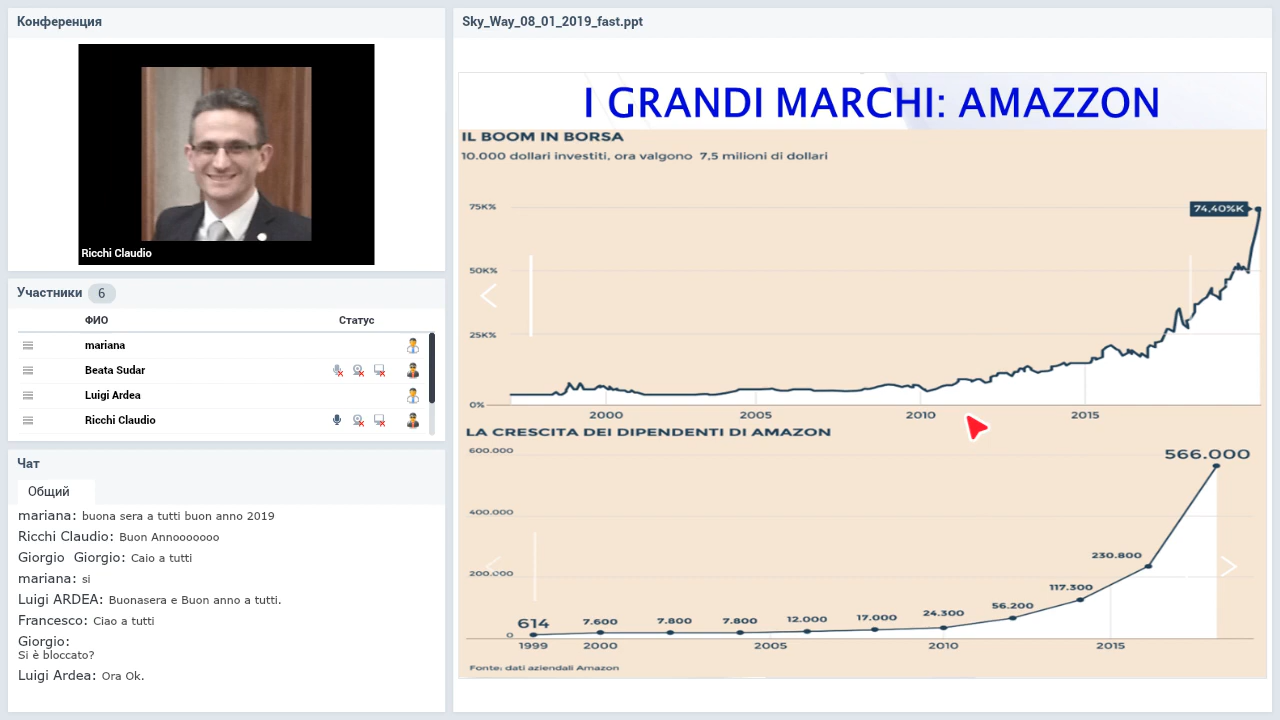 Конференция
Ricchi Claudio
Участники 6
ФИО Статус
mariana
Beata Sudar
Luigi Ardea
Ricchi Claudio
Чат
Общий
mariana: buona sera a tutti buon anno 2019
Ricchi Claudio: Buon Annooooooo
Giorgio Giorgio: Caio a tutti
mariana: si
Luigi ARDEA: Buonasera e Buon anno a tutti.
Francesco: Ciao a tutti
Giorgio:
Si è bloccato?
Luigi Ardea: Ora Ok.
Sky_Way_08_01_2019_fast.ppt
I GRANDI MARCHI: AMAZZON
IL BOOM IN BORSA
10.000 dollari investiti, ora valgono 7,5 milioni di dollari
75K%
74,40%K
50K%
25K%
0%
2000 2005 2010 2015
LA CRESCITA DEI DIPENDENTI DI AMAZON
600.000
566.000
400.000
230.800
200.000
117.300
56.200
24.300
17.000
12.000
7.800
7.800
7.600
614
0
1999 2000 2005 2010 2015
Fonte: dati aziendali Amazon